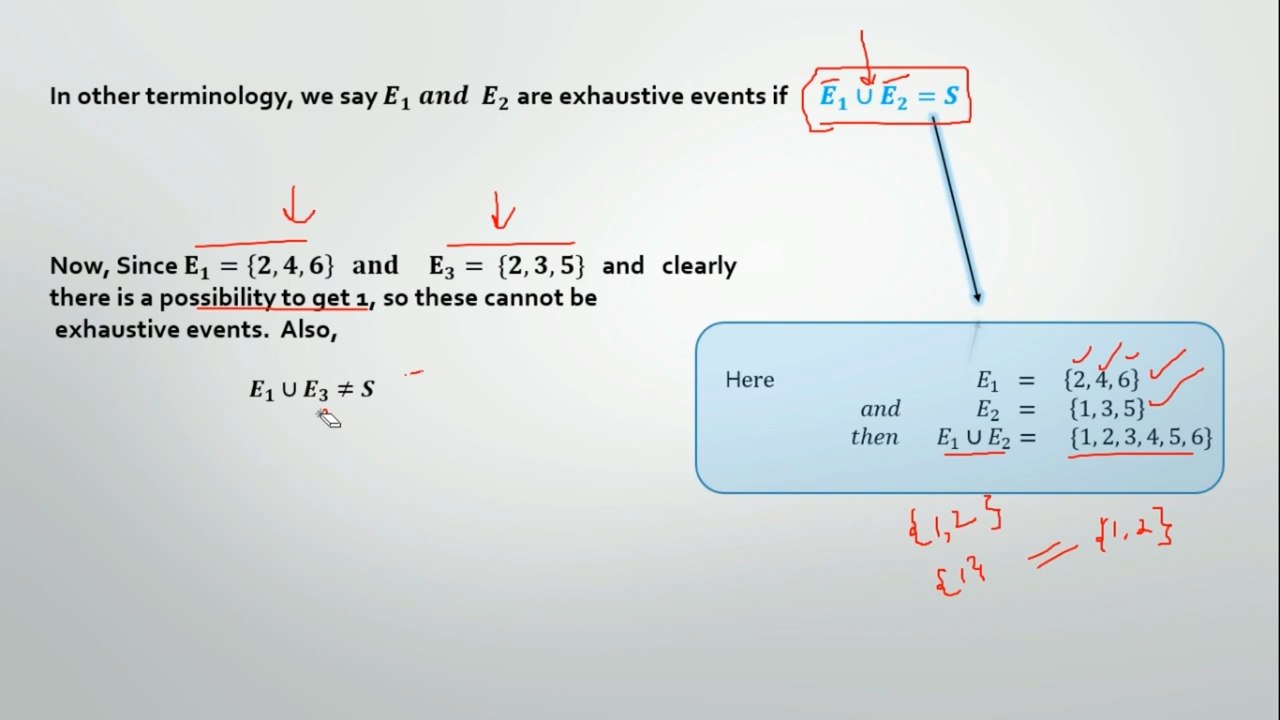 In other terminology, we say E₁ and E₂ are exhaustive events if E₁ ∪ E₂ = S
Now, Since E₁ = {2, 4, 6} and E₃ = {2, 3, 5} and clearly
there is a possibility to get 1, so these cannot be
exhaustive events. Also,
E₁ ∪ E₃ ≠ S
Here E₁ = {2, 4, 6}
and E₂ = {1, 3, 5}
then E₁ ∪ E₂ = {1, 2, 3, 4, 5, 6}
{1,2} = {1,2}